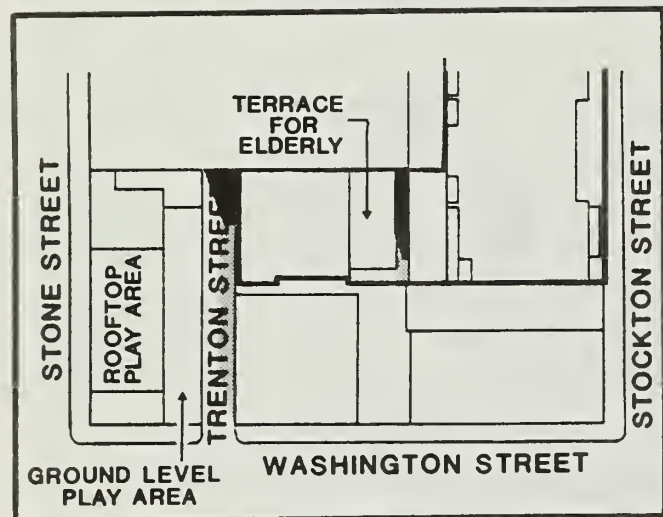 TERRACE
FOR
ELDERLY
STONE STREET
ROOFTOP
PLAY AREA
TRENTON STREET
STOCKTON STREET
GROUND LEVEL
PLAY AREA
WASHINGTON STREET